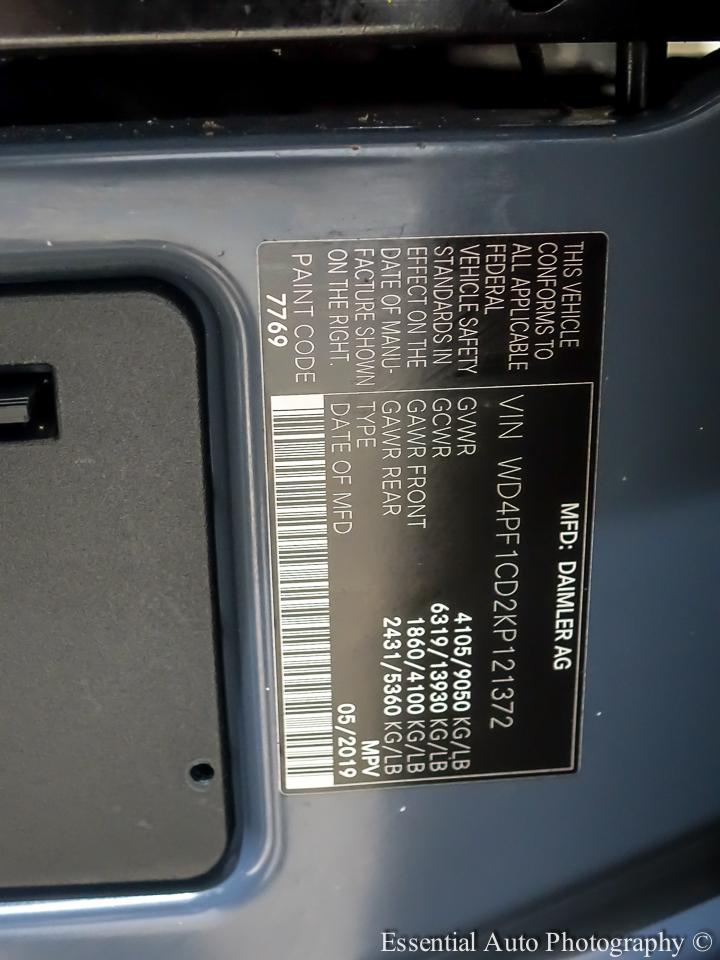 MFD: DAIMLER AG
THIS VEHICLE
CONFORMS TO
ALL APPLICABLE
FEDERAL
VEHICLE SAFETY
STANDARDS IN
EFFECT ON THE
DATE OF MANU-
FACTURE SHOWN
ON THE RIGHT.
PAINT CODE
7769
VIN WD4PF1CD2KP121372
GVWR 4105/9050 KG/LB
GCWR 6319/13930 KG/LB
GAWR FRONT 1860/4100 KG/LB
GAWR REAR 2431/5360 KG/LB
TYPE MPV
DATE OF MFD 05/2019
Essential Auto Photography ©